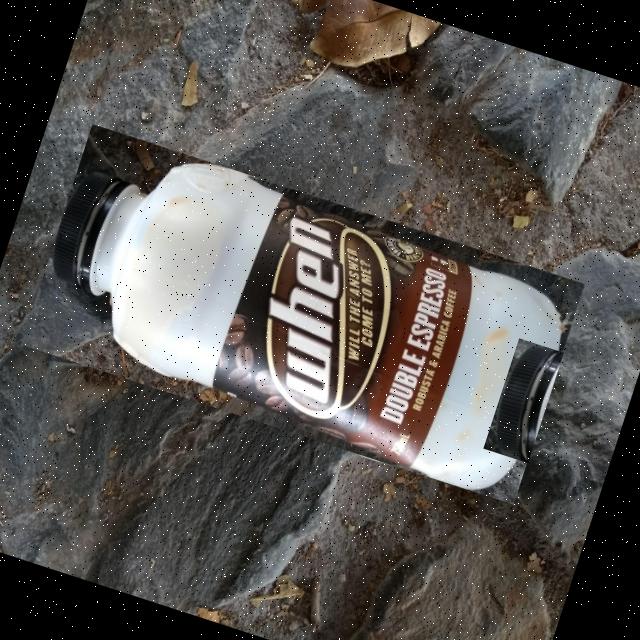 when
WILL THE ANSWER
COME TO ME?
DOUBLE ESPRESSO
ROBUSTA & ARABICA COFFEE